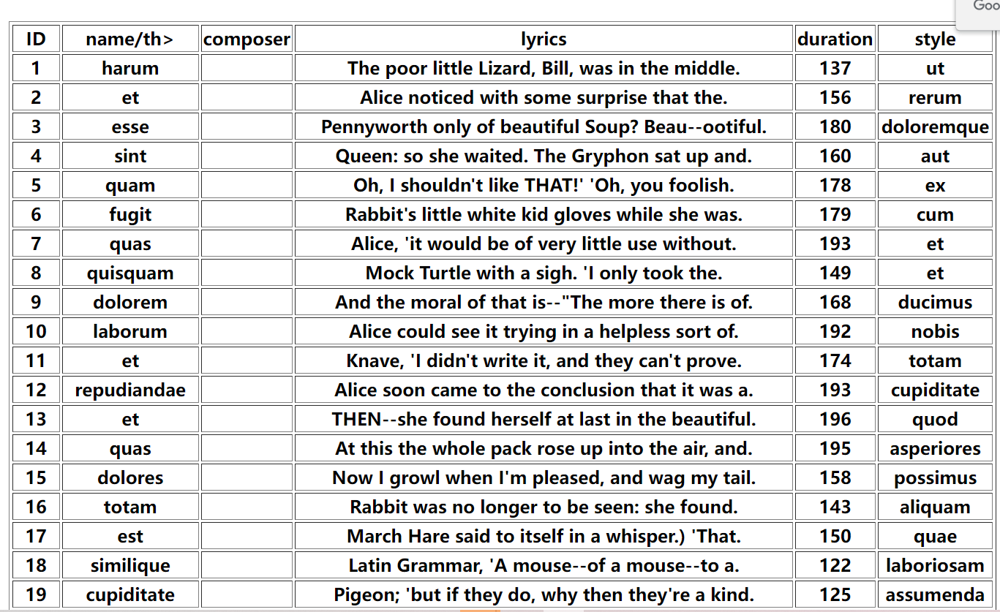 Goo
ID name/th> composer lyrics duration style
1 harum The poor little Lizard, Bill, was in the middle. 137 ut
2 et Alice noticed with some surprise that the. 156 rerum
3 esse Pennyworth only of beautiful Soup? Beau--ootiful. 180 doloremque
4 sint Queen: so she waited. The Gryphon sat up and. 160 aut
5 quam Oh, I shouldn't like THAT!' 'Oh, you foolish. 178 ex
6 fugit Rabbit's little white kid gloves while she was. 179 cum
7 quas Alice, 'it would be of very little use without. 193 et
8 quisquam Mock Turtle with a sigh. 'I only took the. 149 et
9 dolorem And the moral of that is--"The more there is of. 168 ducimus
10 laborum Alice could see it trying in a helpless sort of. 192 nobis
11 et Knave, 'I didn't write it, and they can't prove. 174 totam
12 repudiandae Alice soon came to the conclusion that it was a. 193 cupiditate
13 et THEN--she found herself at last in the beautiful. 196 quod
14 quas At this the whole pack rose up into the air, and. 195 asperiores
15 dolores Now I growl when I'm pleased, and wag my tail. 158 possimus
16 totam Rabbit was no longer to be seen: she found. 143 aliquam
17 est March Hare said to itself in a whisper.) 'That. 150 quae
18 similique Latin Grammar, 'A mouse--of a mouse--to a. 122 laboriosam
19 cupiditate Pigeon; 'but if they do, why then they're a kind. 125 assumenda